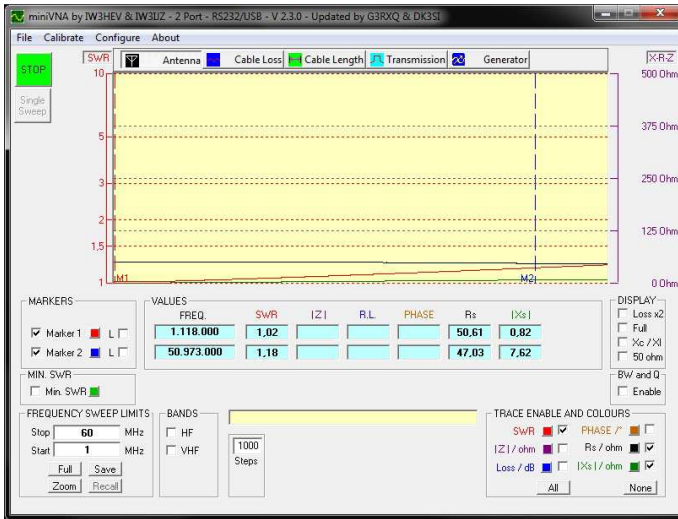 miniVNA by IW3HEV & IW3IJZ - 2 Port - RS232/USB - V 2.3.0 - Updated by G3RXQ & DK3SI
File Calibrate Configure About
STOP
Single Sweep
SWR
Antenna Cable Loss Cable Length Transmission Generator
X-R-Z
10 500 Ohm
5 375 Ohm
3 250 Ohm
2 125 Ohm
1,5
1 0 Ohm
M1 M2
MARKERS
Marker 1 L
Marker 2 L
VALUES
FREQ. SWR |Z| R.L. PHASE Rs |Xs|
1.118.000 1,02 50,61 0,82
50.973.000 1,18 47,03 7,62
DISPLAY
Loss x2
Full
Xc / Xl
50 ohm
MIN. SWR
Min. SWR
BW and Q
Enable
FREQUENCY SWEEP LIMITS
Stop 60 MHz
Start 1 MHz
Full Save
Zoom Recall
BANDS
HF
VHF
1000
Steps
TRACE ENABLE AND COLOURS
SWR PHASE /°
|Z| / ohm Rs / ohm
Loss / dB |Xs| / ohm
All None